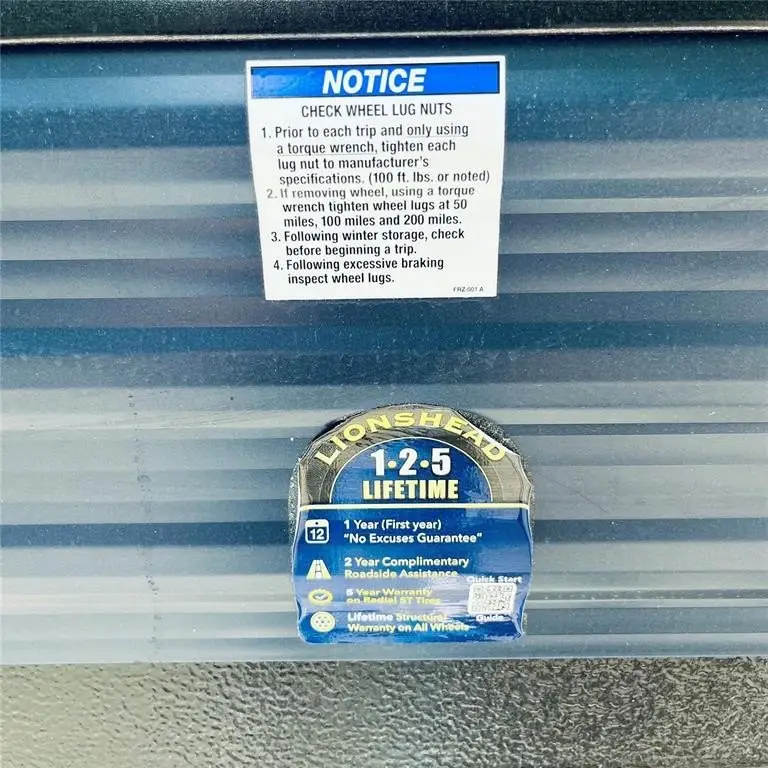 NOTICE
CHECK WHEEL LUG NUTS
1. Prior to each trip and only using
a torque wrench, tighten each
lug nut to manufacturer's
specifications. (100 ft. lbs. or noted)
2. If removing wheel, using a torque
wrench tighten wheel lugs at 50
miles, 100 miles and 200 miles.
3. Following winter storage, check
before beginning a trip.
4. Following excessive braking
inspect wheel lugs.
FRZ-001 A
LIONSHEAD
1•2•5
LIFETIME
12
1 Year (First year)
"No Excuses Guarantee"
2 Year Complimentary
Roadside Assistance
5 Year Warranty
on Radial ST Tires
Lifetime Structural
Warranty on All Wheels
Quick Start
Guide